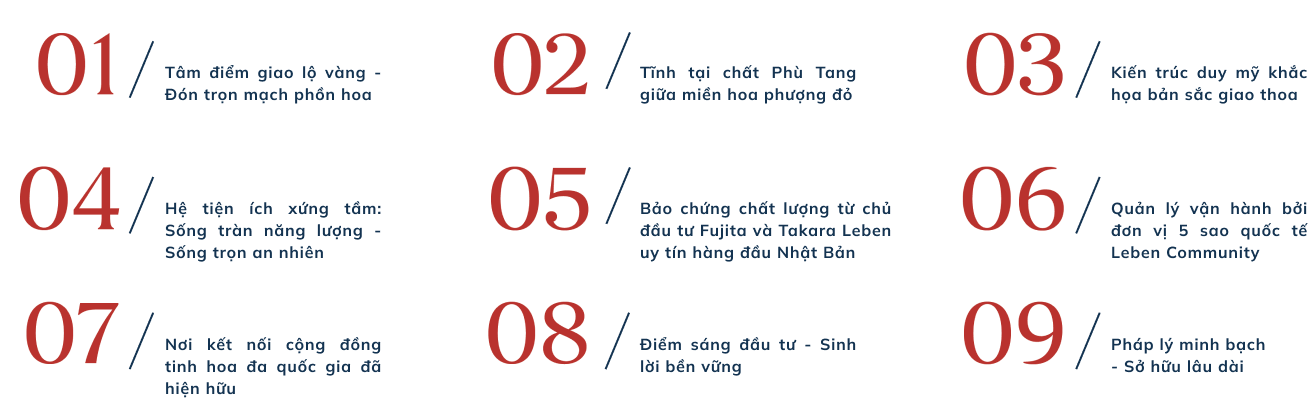 01
Tâm điểm giao lộ vàng -
Đón trọn mạch phồn hoa
02
Tĩnh tại chất Phù Tang
giữa miền hoa phượng đỏ
03
Kiến trúc duy mỹ khắc
họa bản sắc giao thoa
04
Hệ tiện ích xứng tầm:
Sống tràn năng lượng -
Sống trọn an nhiên
05
Bảo chứng chất lượng từ chủ
đầu tư Fujita và Takara Leben
uy tín hàng đầu Nhật Bản
06
Quản lý vận hành bởi
đơn vị 5 sao quốc tế
Leben Community
07
Nơi kết nối cộng đồng
tinh hoa đa quốc gia đã
hiện hữu
08
Điểm sáng đầu tư - Sinh
lời bền vững
09
Pháp lý minh bạch
- Sở hữu lâu dài